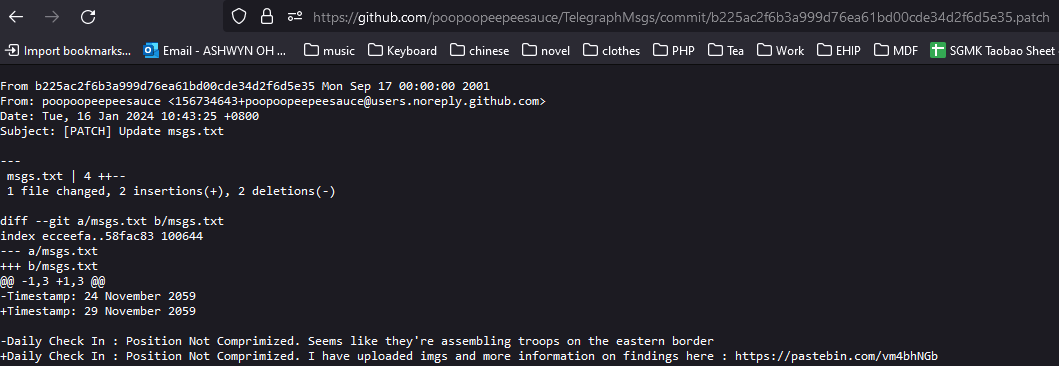 https://github.com/poopoopeepeesauce/TelegraphMsgs/commit/b225ac2f6b3a999d76ea61bd00cde34d2f6d5e35.patch
Import bookmarks... Email - ASHWYN OH ... music Keyboard chinese novel clothes PHP Tea Work EHIP MDF SGMK Taobao Sheet
From b225ac2f6b3a999d76ea61bd00cde34d2f6d5e35 Mon Sep 17 00:00:00 2001
From: poopoopeepeesauce <156734643+poopoopeepeesauce@users.noreply.github.com>
Date: Tue, 16 Jan 2024 10:43:25 +0800
Subject: [PATCH] Update msgs.txt
---
msgs.txt | 4 ++--
1 file changed, 2 insertions(+), 2 deletions(-)
diff --git a/msgs.txt b/msgs.txt
index ecceefa..58fac83 100644
--- a/msgs.txt
+++ b/msgs.txt
@@ -1,3 +1,3 @@
-Timestamp: 24 November 2059
+Timestamp: 29 November 2059
-Daily Check In : Position Not Comprimized. Seems like they're assembling troops on the eastern border
+Daily Check In : Position Not Comprimized. I have uploaded imgs and more information on findings here : https://pastebin.com/vm4bhNGb